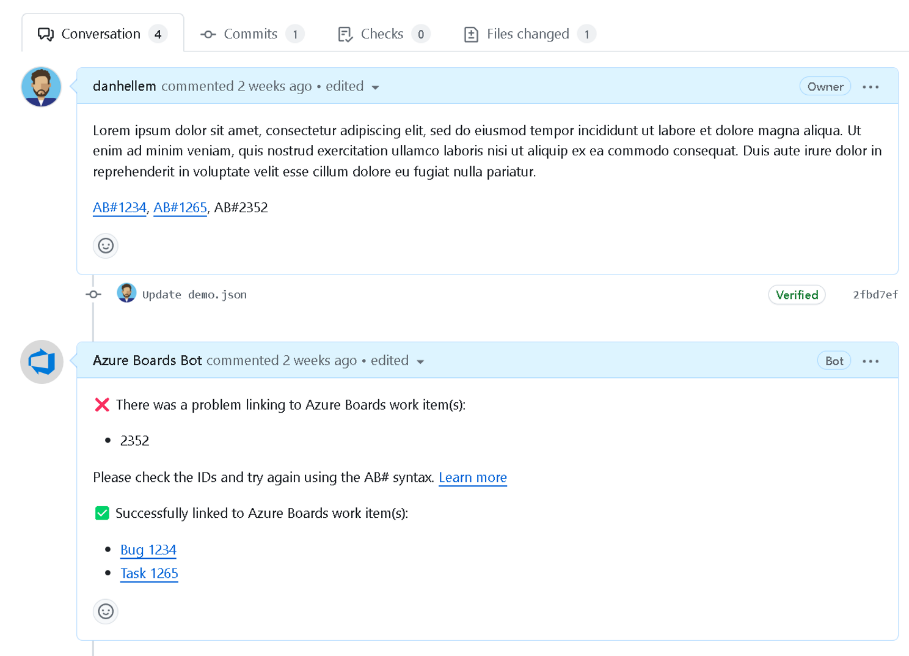 Conversation 4 Commits 1 Checks 0 Files changed 1
danhellem commented 2 weeks ago • edited Owner
Lorem ipsum dolor sit amet, consectetur adipiscing elit, sed do eiusmod tempor incididunt ut labore et dolore magna aliqua. Ut
enim ad minim veniam, quis nostrud exercitation ullamco laboris nisi ut aliquip ex ea commodo consequat. Duis aute irure dolor in
reprehenderit in voluptate velit esse cillum dolore eu fugiat nulla pariatur.
AB#1234, AB#1265, AB#2352
Update demo.json Verified 2fbd7ef
Azure Boards Bot commented 2 weeks ago • edited Bot
❌ There was a problem linking to Azure Boards work item(s):
• 2352
Please check the IDs and try again using the AB# syntax. Learn more
✅ Successfully linked to Azure Boards work item(s):
• Bug 1234
• Task 1265